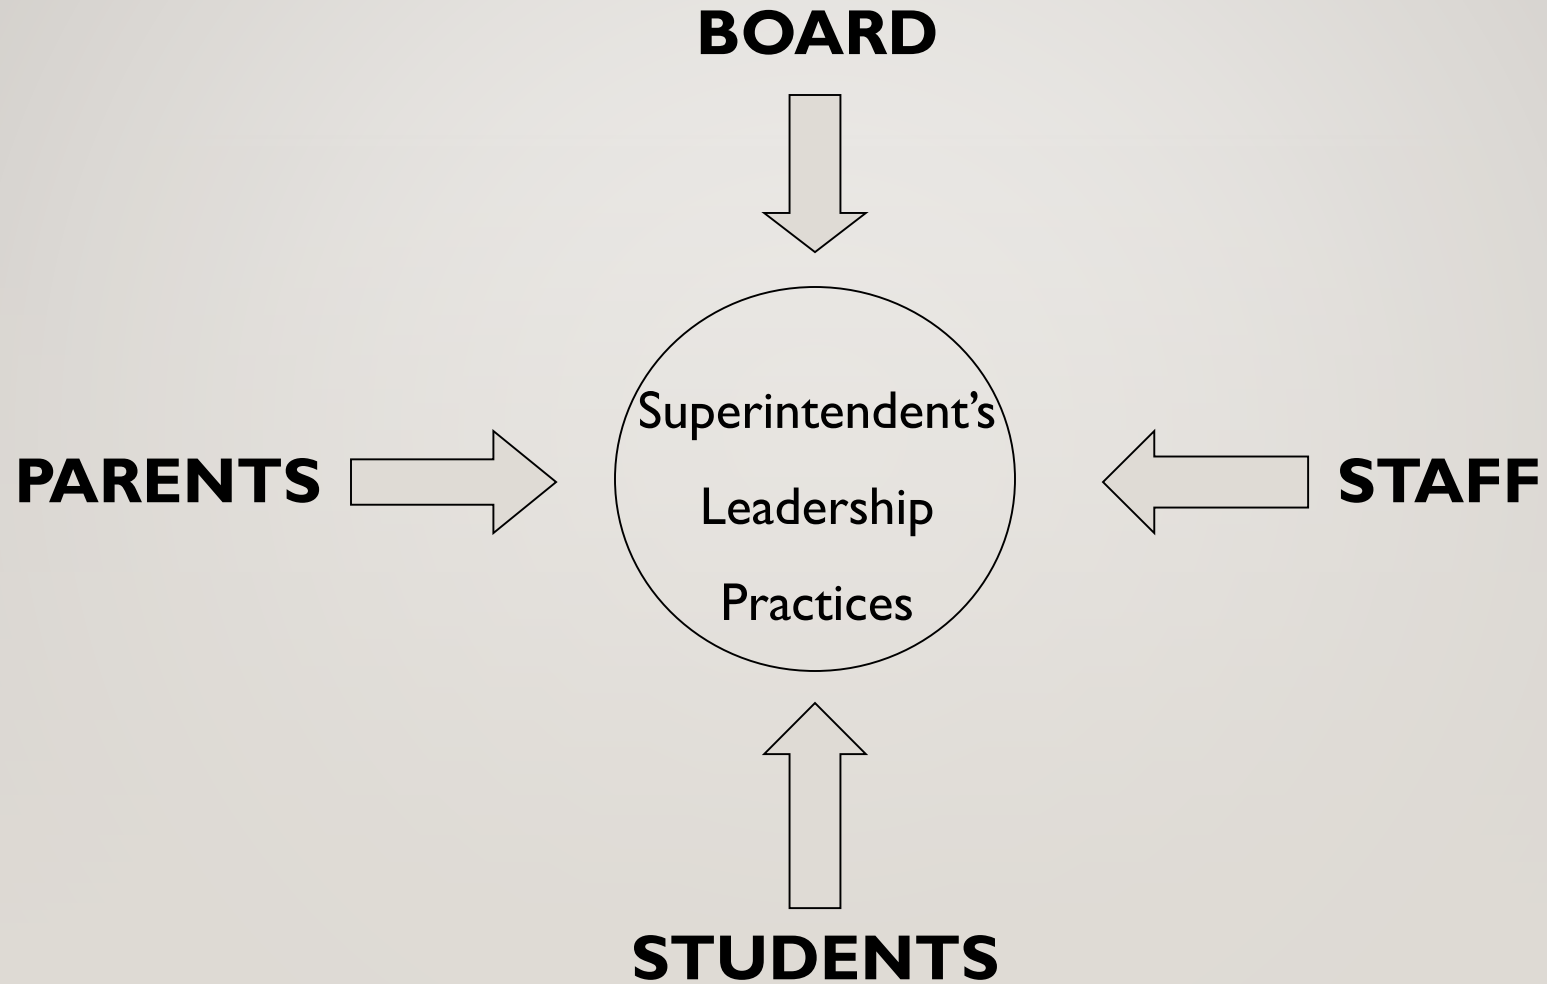 BOARD
Superintendent’s
PARENTS
STAFF
Leadership
Practices
STUDENTS